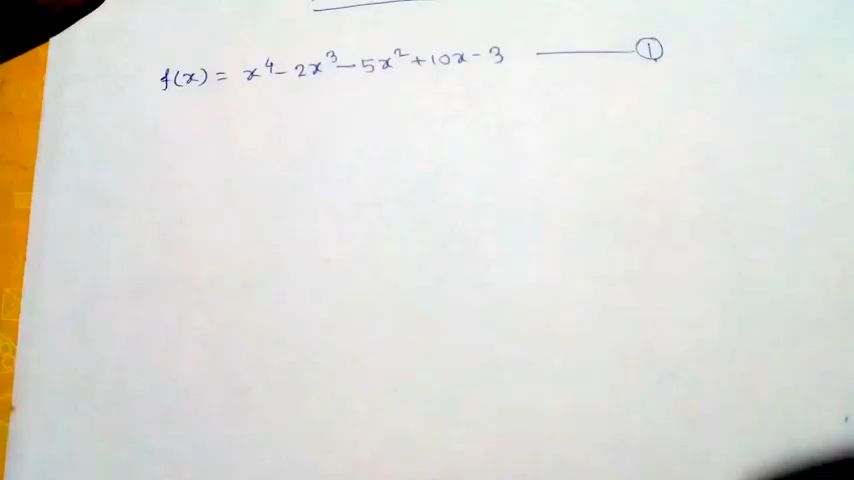 f(x) = x⁴ - 2x³ - 5x² + 10x - 3 ——— ①